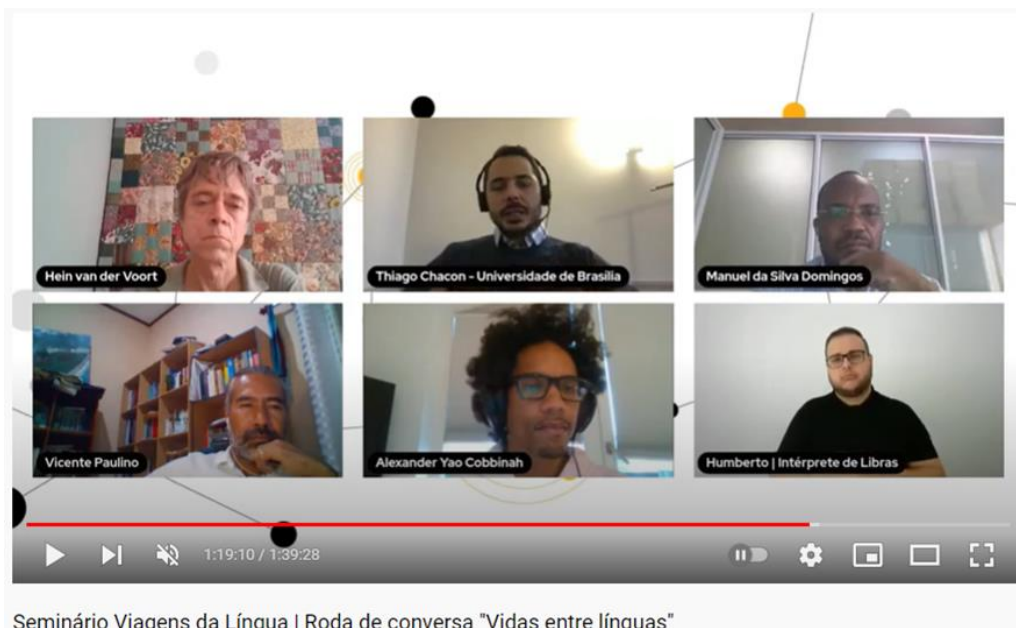 Hein van der Voort
Thiago Chacon - Universidade de Brasília
Manuel da Silva Domingos
Vicente Paulino
Alexander Yao Cobbinah
Humberto | Intérprete de Libras
1:19:10 / 1:39:28
Seminário Viagens da Língua | Roda de conversa "Vidas entre línguas"